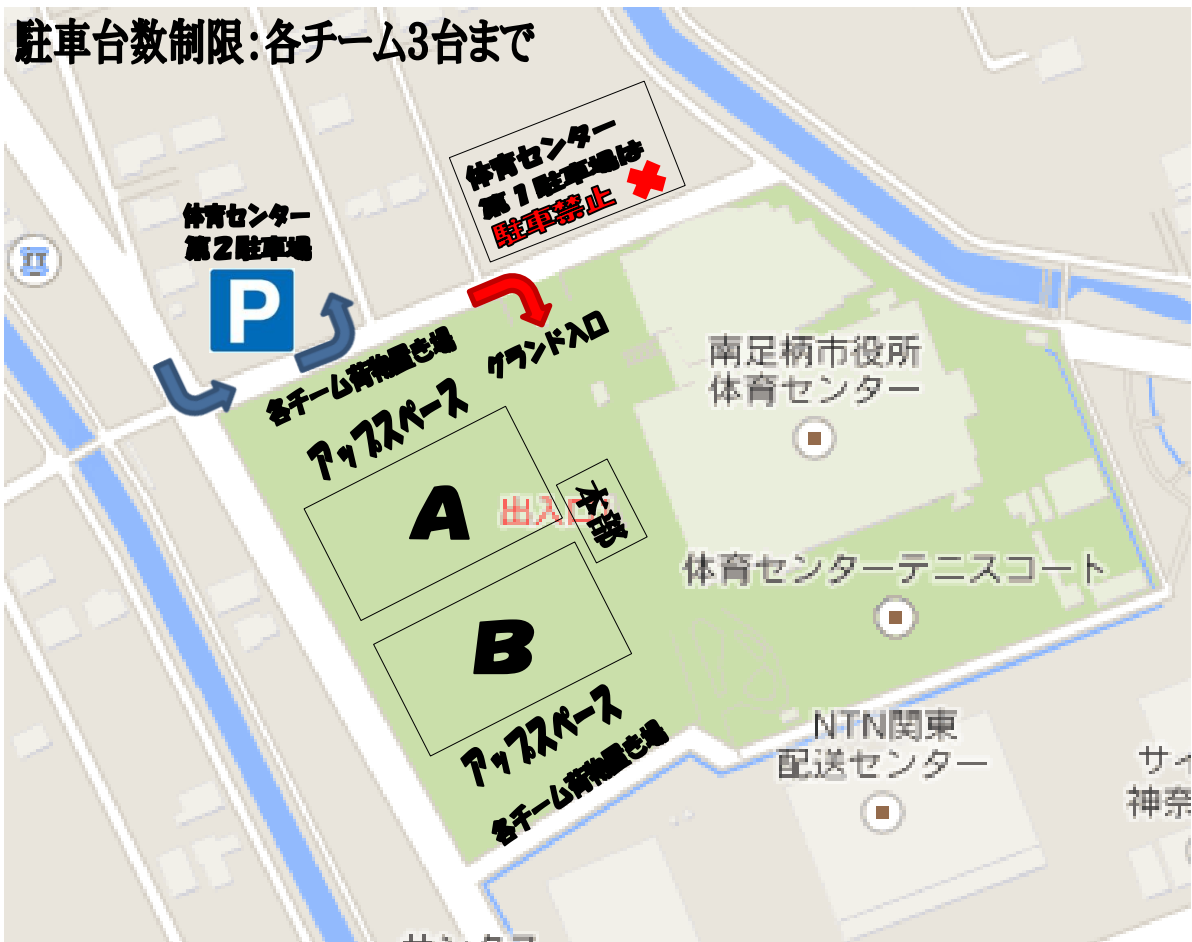 駐車台数制限:各チーム3台まで
体育センター
第1駐車場は
駐車禁止
体育センター
第2駐車場
P
各チーム荷物置き場
グランド入口
アップスペース
南足柄市役所
体育センター
A
出入口
本部
体育センターテニスコート
B
アップスペース
各チーム荷物置き場
NTN関東
配送センター
サイ
神奈